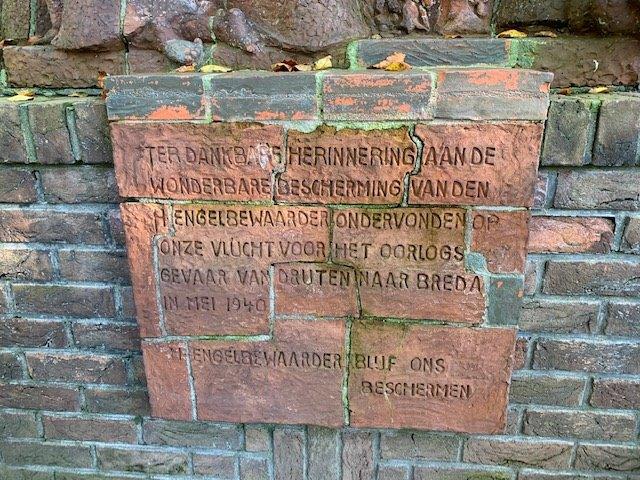 TER DANKBARE HERINNERING AAN DE
WONDERBARE BESCHERMING VAN DEN
H ENGELBEWAARDER ONDERVONDEN OP
ONZE VLUCHT VOOR HET OORLOGS
GEVAAR VAN DRUTEN NAAR BREDA
IN MEI 1940
H ENGELBEWAARDER BLIJF ONS
BESCHERMEN